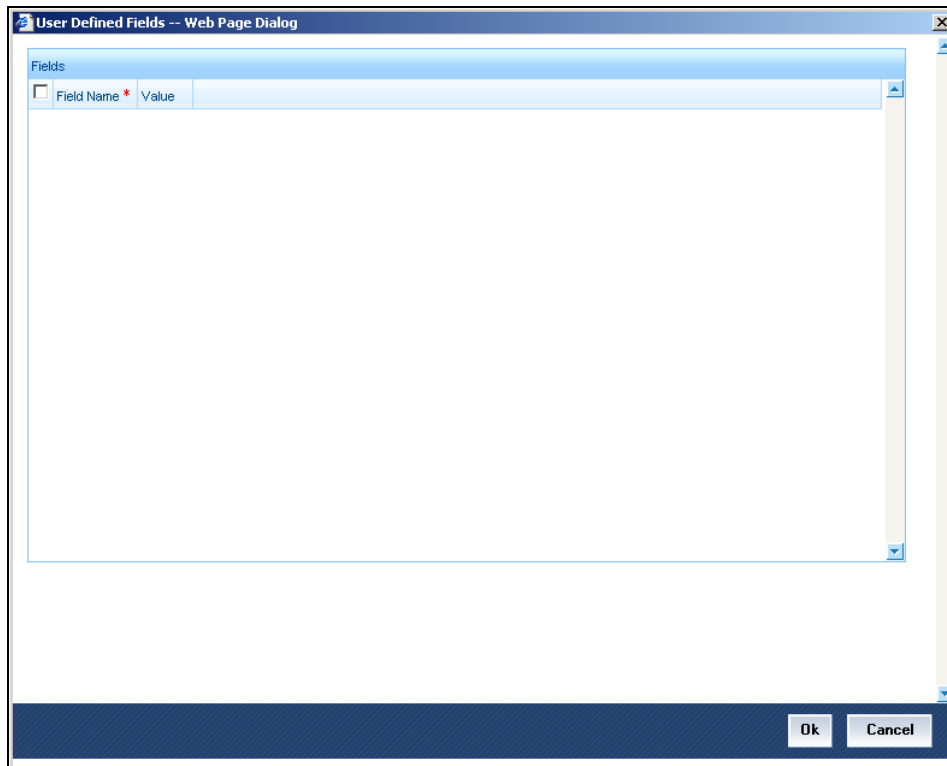 User Defined Fields -- Web Page Dialog
Fields
Field Name * Value
Ok Cancel